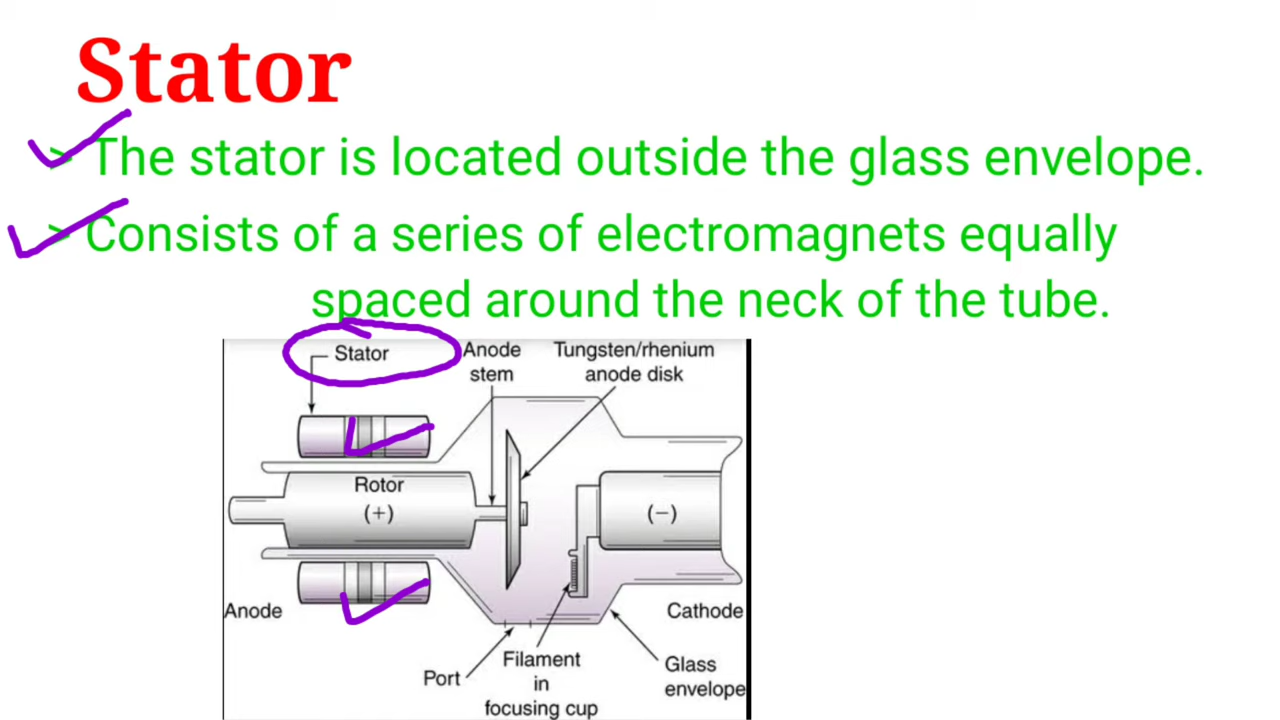 Stator
> The stator is located outside the glass envelope.
> Consists of a series of electromagnets equally
spaced around the neck of the tube.
Stator
Anode
stem
Tungsten/rhenium
anode disk
Rotor
(+)
(−)
Anode
Cathode
Port
Filament
in
focusing cup
Glass
envelope